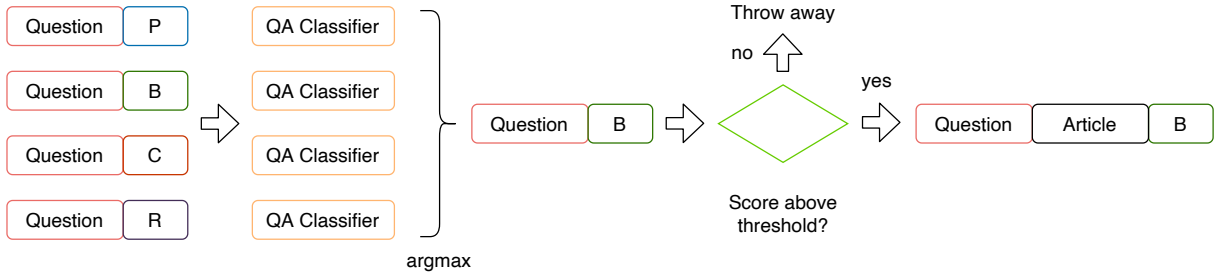 Question P QA Classifier
Question B QA Classifier
Question C QA Classifier
Question R QA Classifier
argmax
Question B
Throw away
no
Score above
threshold?
yes
Question Article B